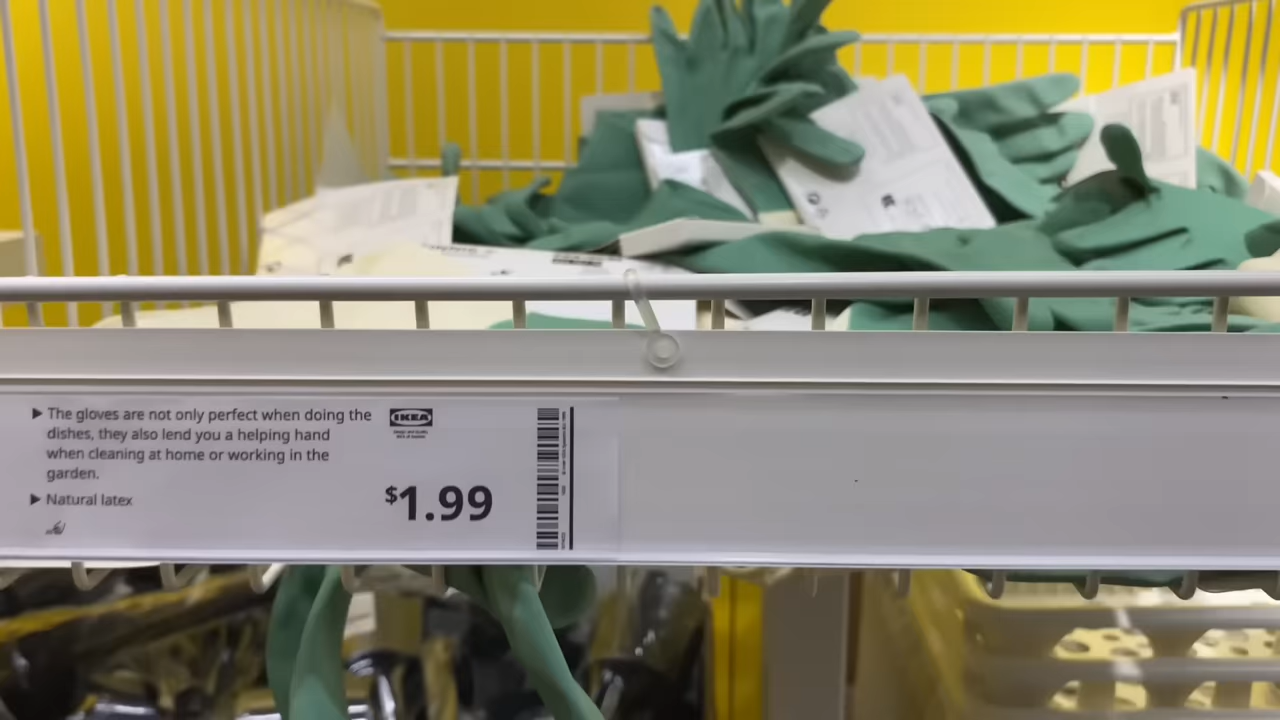 ▶ The gloves are not only perfect when doing the
dishes, they also lend you a helping hand
when cleaning at home or working in the
garden.
▶ Natural latex
IKEA
$1.99